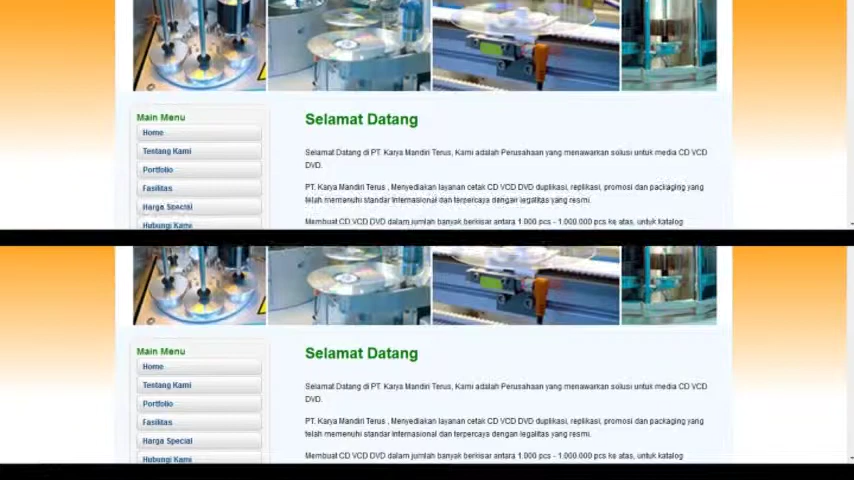 Main Menu
Home
Tentang Kami
Portfolio
Fasilitas
Harga Special
Hubungi Kami
Selamat Datang
Selamat Datang di PT. Karya Mandiri Terus, Kami adalah Perusahaan yang menawarkan solusi untuk media CD VCD
DVD.
PT. Karya Mandiri Terus , Menyediakan layanan cetak CD VCD DVD duplikasi, replikasi, promosi dan packaging yang
telah memenuhi standar Internasional dan terpercaya dengan legalitas yang resmi.
Membuat CD,VCD DVD dalam jumlah banyak berkisar antara 1.000 pcs - 1.000.000 pcs ke atas, untuk katalog
Main Menu
Home
Tentang Kami
Portfolio
Fasilitas
Harga Special
Hubungi Kami
Selamat Datang
Selamat Datang di PT. Karya Mandiri Terus, Kami adalah Perusahaan yang menawarkan solusi untuk media CD VCD
DVD.
PT. Karya Mandiri Terus , Menyediakan layanan cetak CD VCD DVD duplikasi, replikasi, promosi dan packaging yang
telah memenuhi standar Internasional dan terpercaya dengan legalitas yang resmi.
Membuat CD,VCD DVD dalam jumlah banyak berkisar antara 1.000 pcs - 1.000.000 pcs ke atas, untuk katalog